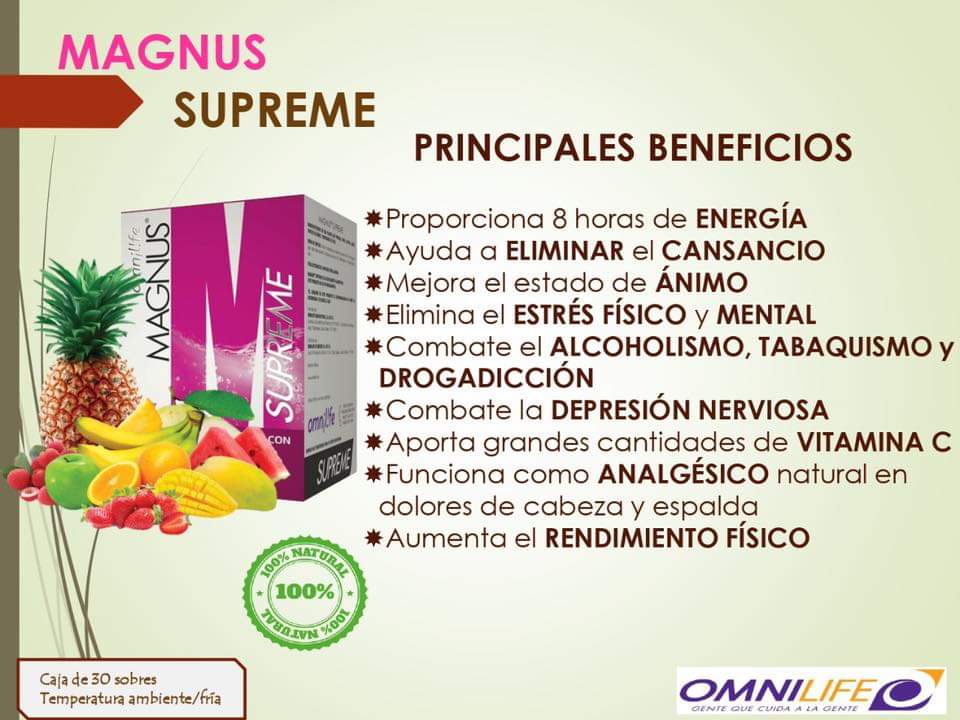 MAGNUS
SUPREME
PRINCIPALES BENEFICIOS
✷Proporciona 8 horas de ENERGÍA
✷Ayuda a ELIMINAR el CANSANCIO
✷Mejora el estado de ÁNIMO
✷Elimina el ESTRÉS FÍSICO y MENTAL
✷Combate el ALCOHOLISMO, TABAQUISMO y
DROGADICCIÓN
✷Combate la DEPRESIÓN NERVIOSA
✷Aporta grandes cantidades de VITAMINA C
✷Funciona como ANALGÉSICO natural en
dolores de cabeza y espalda
✷Aumenta el RENDIMIENTO FÍSICO
MAGNUS®
SUPREME
omnilife
CON
SUPREME
100% NATURAL
100%
100% NATURAL
Caja de 30 sobres
Temperatura ambiente/fría
OMNILIFE
GENTE QUE CUIDA A LA GENTE